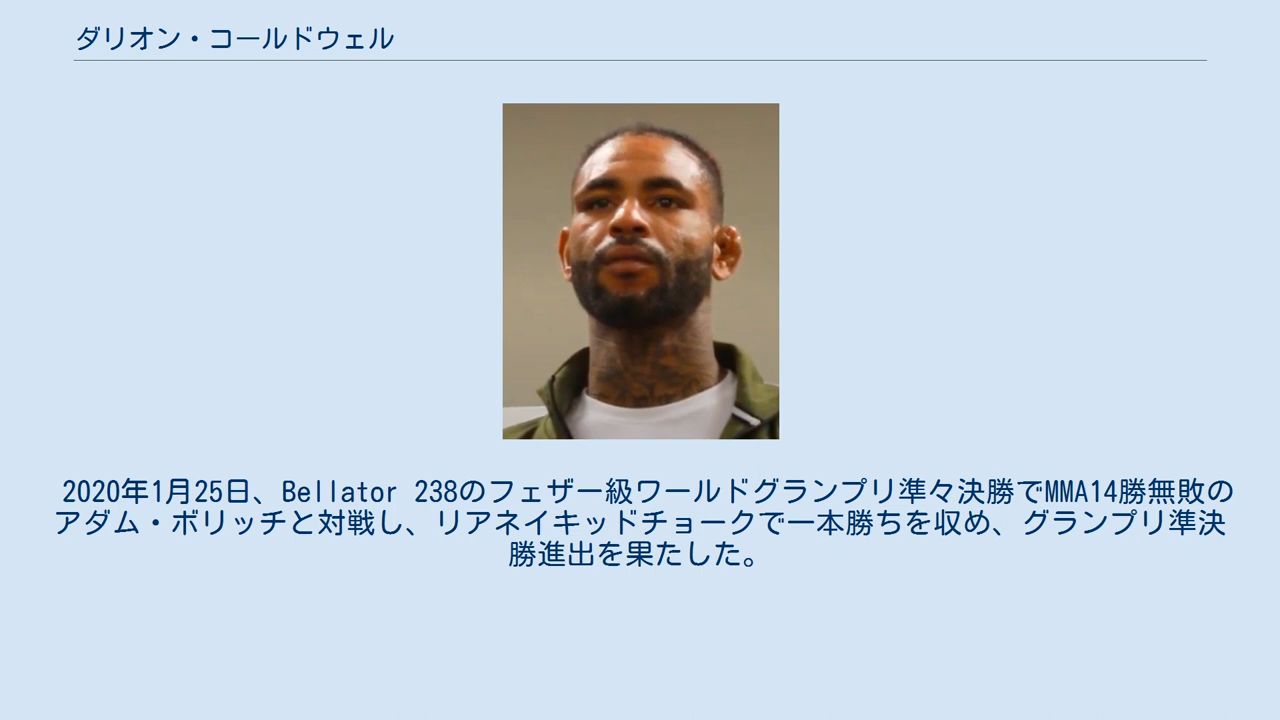 ダリオン・コールドウェル
2020年1月25日、Bellator 238のフェザー級ワールドグランプリ準々決勝でMMA14勝無敗の
アダム・ボリッチと対戦し、リアネイキッドチョークで一本勝ちを収め、グランプリ準決
勝進出を果たした。